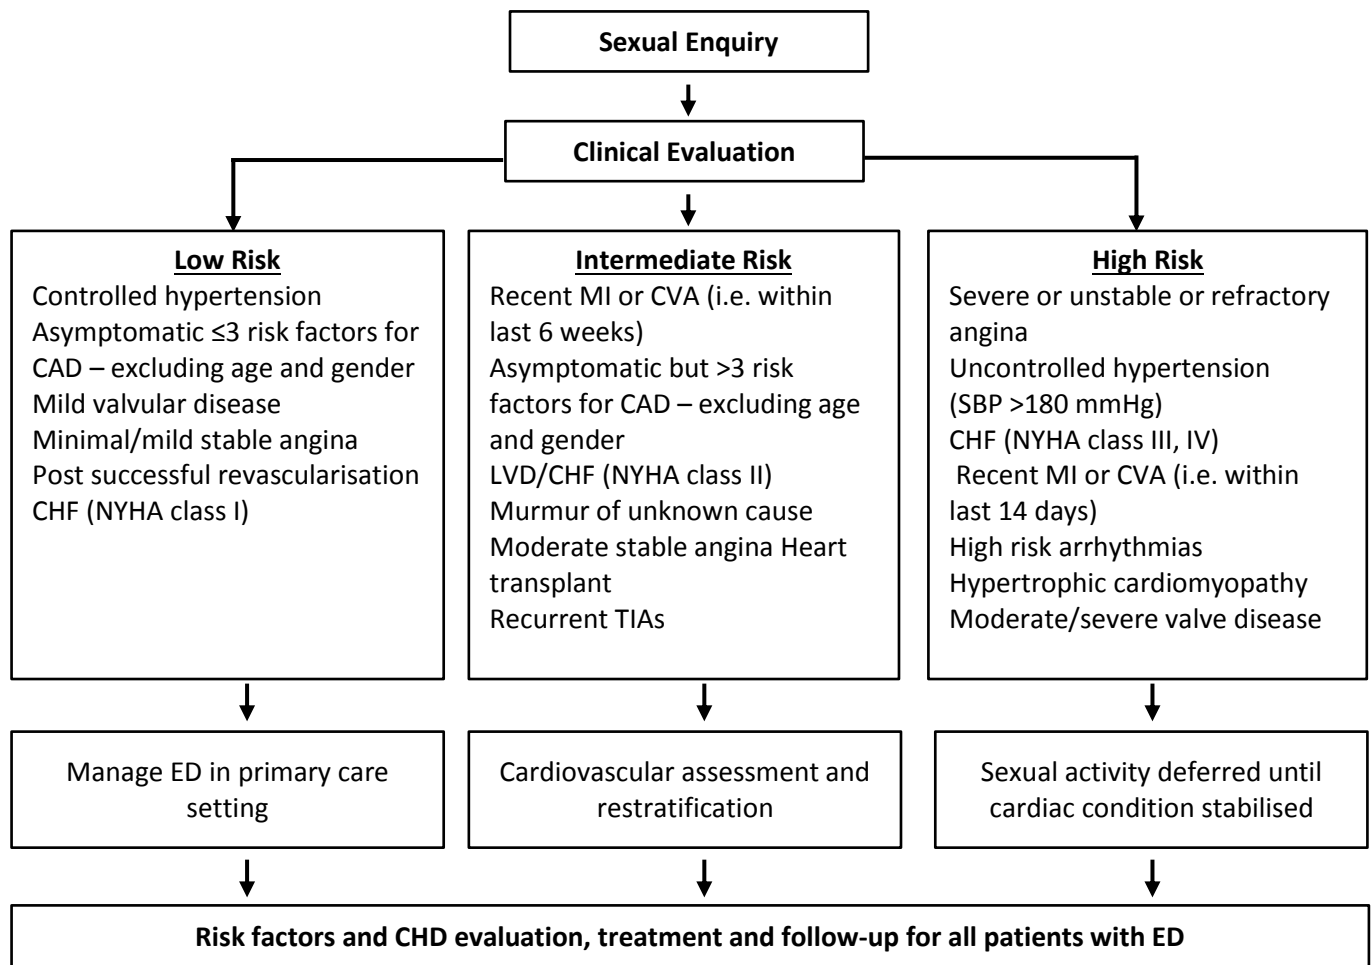 Sexual Enquiry
Clinical Evaluation
Low Risk
Controlled hypertension
Asymptomatic ≤3 risk factors for
CAD – excluding age and gender
Mild valvular disease
Minimal/mild stable angina
Post successful revascularisation
CHF (NYHA class I)
Intermediate Risk
Recent MI or CVA (i.e. within
last 6 weeks)
Asymptomatic but >3 risk
factors for CAD – excluding age
and gender
LVD/CHF (NYHA class II)
Murmur of unknown cause
Moderate stable angina Heart
transplant
Recurrent TIAs
High Risk
Severe or unstable or refractory
angina
Uncontrolled hypertension
(SBP >180 mmHg)
CHF (NYHA class III, IV)
Recent MI or CVA (i.e. within
last 14 days)
High risk arrhythmias
Hypertrophic cardiomyopathy
Moderate/severe valve disease
Manage ED in primary care
setting
Cardiovascular assessment and
restratification
Sexual activity deferred until
cardiac condition stabilised
Risk factors and CHD evaluation, treatment and follow-up for all patients with ED